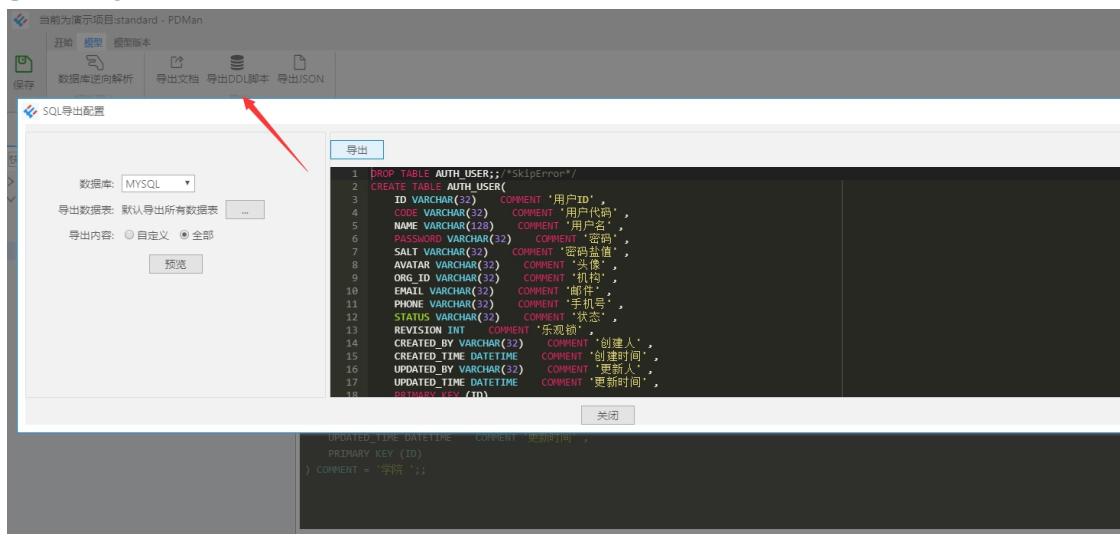 当前为演示项目:standard - PDMan
开始 模型 模型版本
保存
数据库逆向解析 导出文档 导出DDL脚本 导出JSON
SQL导出配置
数据库: MYSQL
导出数据表: 默认导出所有数据表 ...
导出内容: 自定义 全部
预览
导出
1 DROP TABLE AUTH_USER;;/*SkipError*/
2 CREATE TABLE AUTH_USER(
3 ID VARCHAR(32) COMMENT '用户ID' ,
4 CODE VARCHAR(32) COMMENT '用户代码' ,
5 NAME VARCHAR(128) COMMENT '用户名' ,
6 PASSWORD VARCHAR(32) COMMENT '密码' ,
7 SALT VARCHAR(32) COMMENT '密码盐值' ,
8 AVATAR VARCHAR(32) COMMENT '头像' ,
9 ORG_ID VARCHAR(32) COMMENT '机构' ,
10 EMAIL VARCHAR(32) COMMENT '邮件' ,
11 PHONE VARCHAR(32) COMMENT '手机号' ,
12 STATUS VARCHAR(32) COMMENT '状态' ,
13 REVISION INT COMMENT '乐观锁' ,
14 CREATED_BY VARCHAR(32) COMMENT '创建人' ,
15 CREATED_TIME DATETIME COMMENT '创建时间' ,
16 UPDATED_BY VARCHAR(32) COMMENT '更新人' ,
17 UPDATED_TIME DATETIME COMMENT '更新时间' ,
18 PRIMARY KEY (ID)
关闭
UPDATED_TIME DATETIME COMMENT '更新时间' ,
PRIMARY KEY (ID)
) COMMENT = '学院 ';;